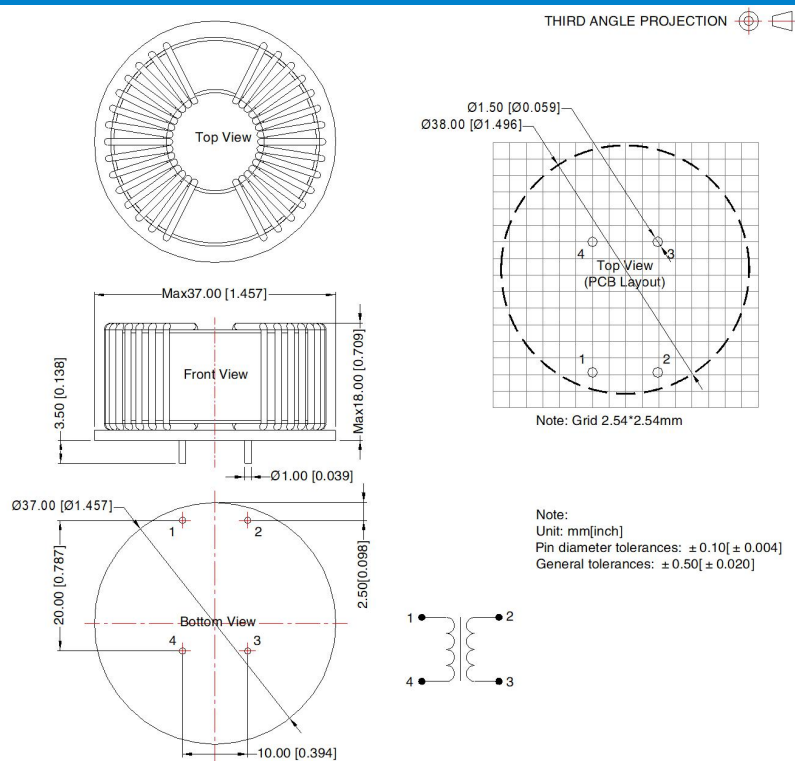 THIRD ANGLE PROJECTION
Top View
Ø1.50 [Ø0.059]
Ø38.00 [Ø1.496]
4
3
Top View
(PCB Layout)
1
2
Note: Grid 2.54*2.54mm
Max37.00 [1.457]
Front View
3.50 [0.138]
Max18.00 [0.709]
Ø1.00 [0.039]
Ø37.00 [Ø1.457]
1
2
20.00 [0.787]
2.50[0.098]
Bottom View
4
3
10.00 [0.394]
Note:
Unit: mm[inch]
Pin diameter tolerances: ±0.10[±0.004]
General tolerances: ±0.50[±0.020]
1
2
4
3